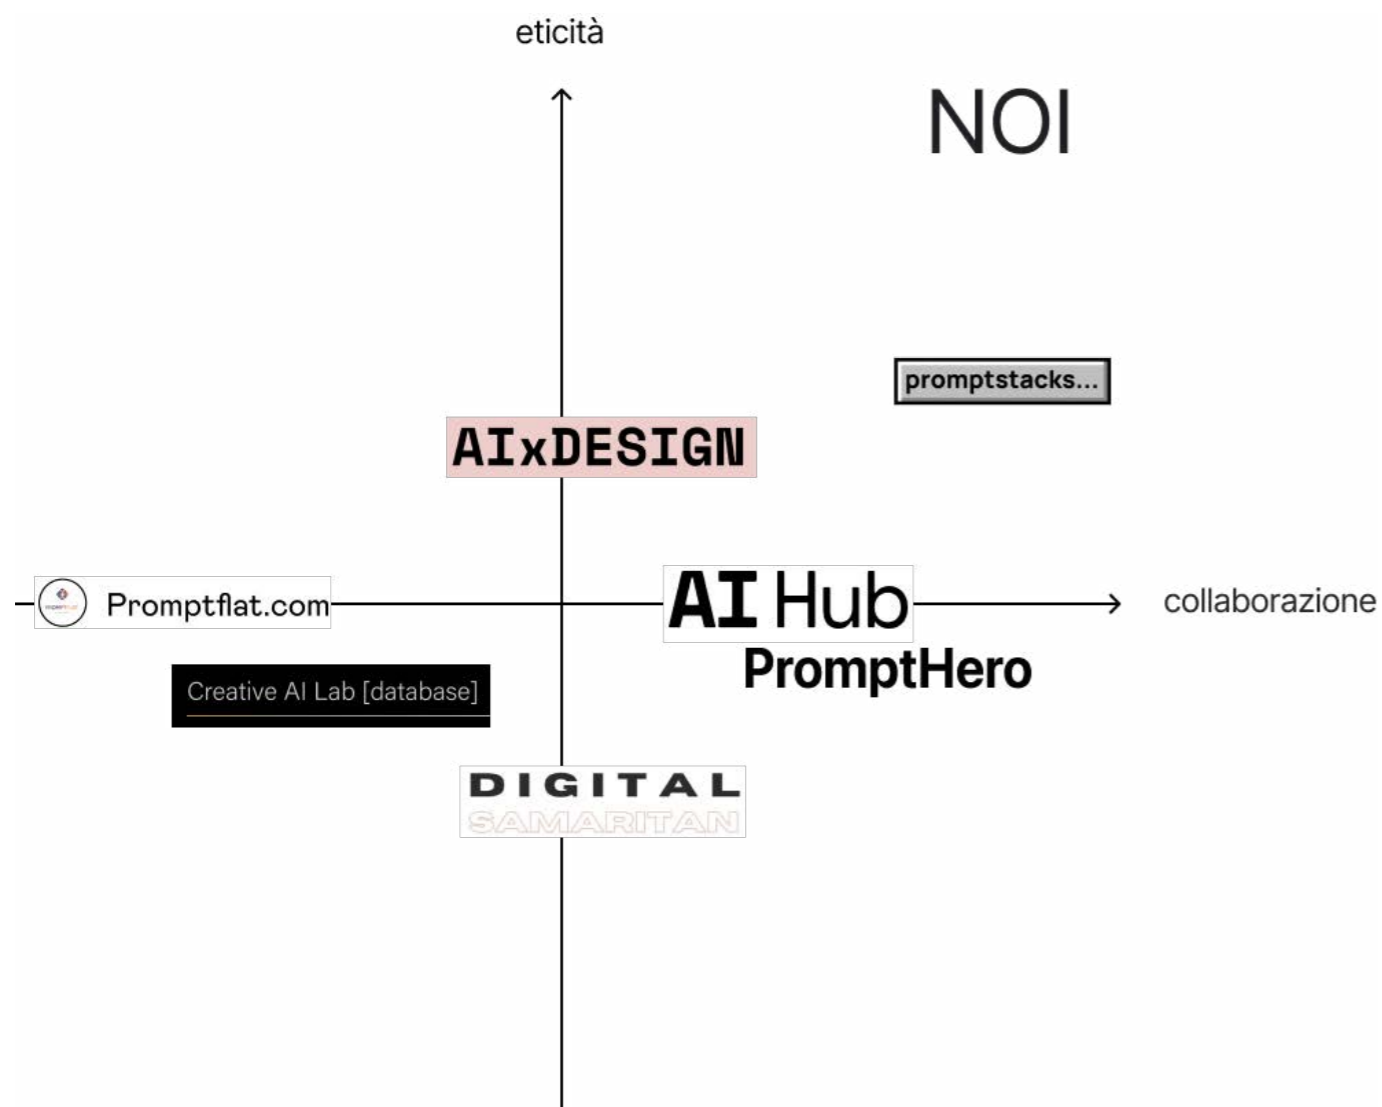 eticità
NOI
promptstacks...
AIxDESIGN
Promptflat.com
AI Hub
collaborazione
PromptHero
Creative AI Lab [database]
DIGITAL
SAMARITAN